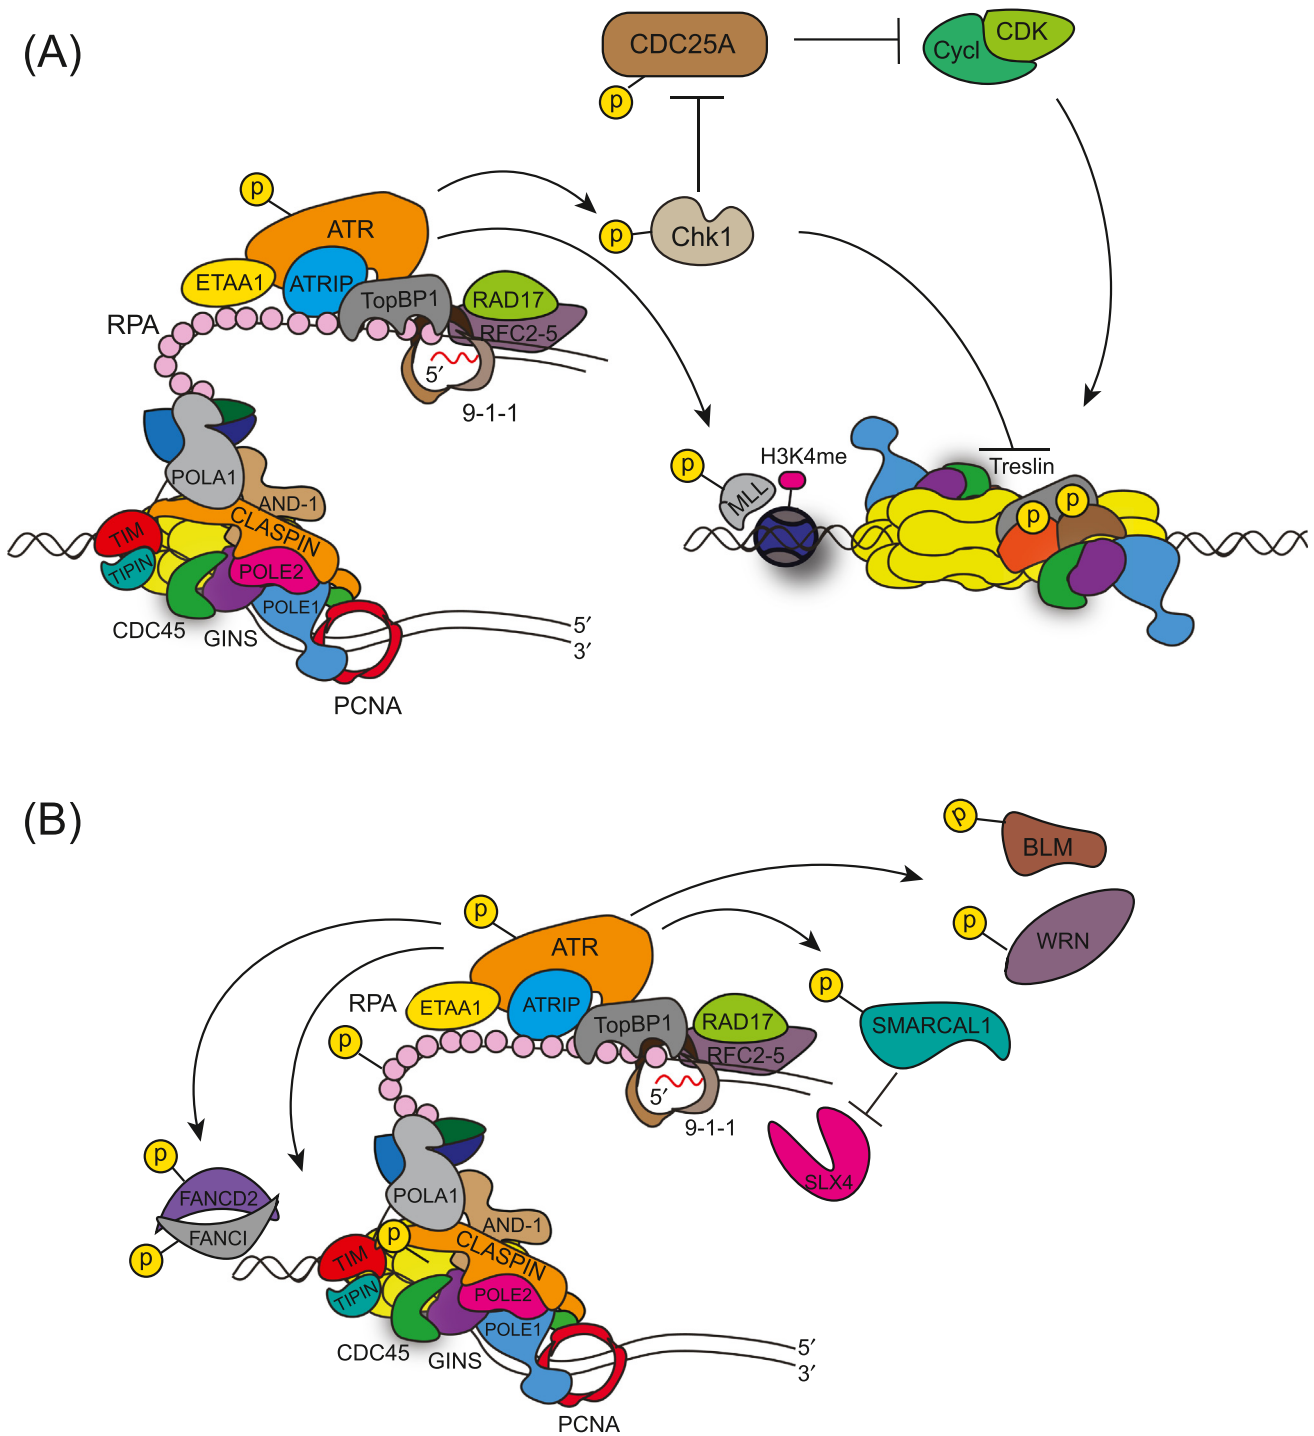 (A)
CDC25A
Cycl
CDK
p
p
ATR
p
Chk1
ETAA1
ATRIP
TopBP1
RAD17
RFC2-5
RPA
5′
9-1-1
POLA1
AND-1
CLASPIN
TIM
TIPIN
POLE2
POLE1
CDC45
GINS
5′
3′
PCNA
p
MLL
H3K4me
Treslin
p
p
(B)
p
BLM
p
WRN
p
ATR
p
SMARCAL1
RPA
ETAA1
ATRIP
TopBP1
RAD17
RFC2-5
p
5′
9-1-1
SLX4
p
FANCD2
FANCI
p
POLA1
AND-1
p
CLASPIN
TIM
TIPIN
POLE2
POLE1
CDC45
GINS
5′
3′
PCNA